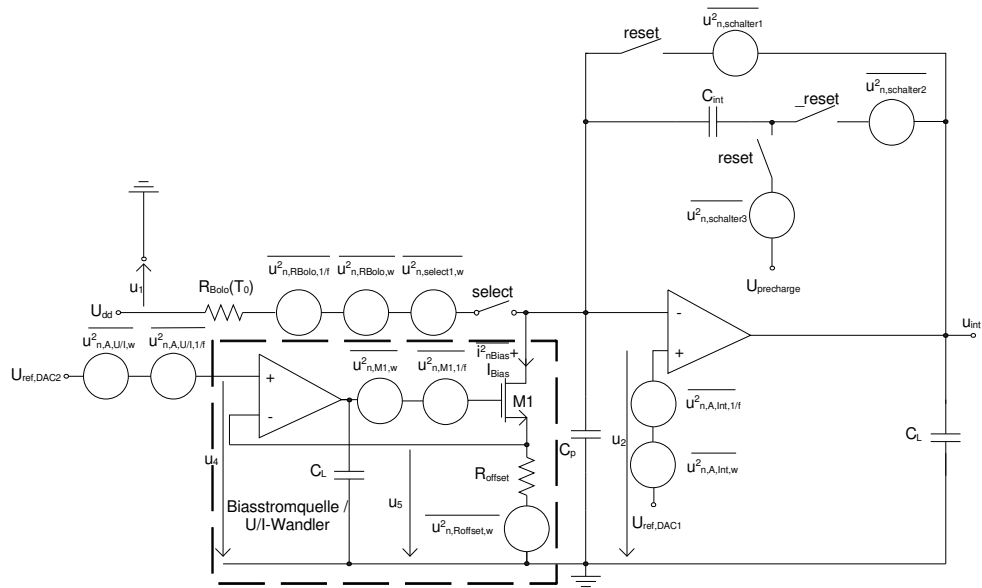 reset
u²n,schalter1
Cint
_reset
u²n,schalter2
reset
u²n,schalter3
Uprecharge
u1
Udd
RBolo(T0)
u²n,RBolo,1/f
u²n,RBolo,w
u²n,select1,w
select
u²n,A,U/I,w
u²n,A,U/I,1/f
Uref,DAC2
+
-
u²n,M1,w
u²n,M1,1/f
i²nBias+
IBias
M1
-
+
uint
u²n,A,Int,1/f
u²n,A,Int,w
Uref,DAC1
u4
CL
u5
Roffset
u²n,Roffset,w
Cp
u2
CL
Biasstromquelle /
U/I-Wandler